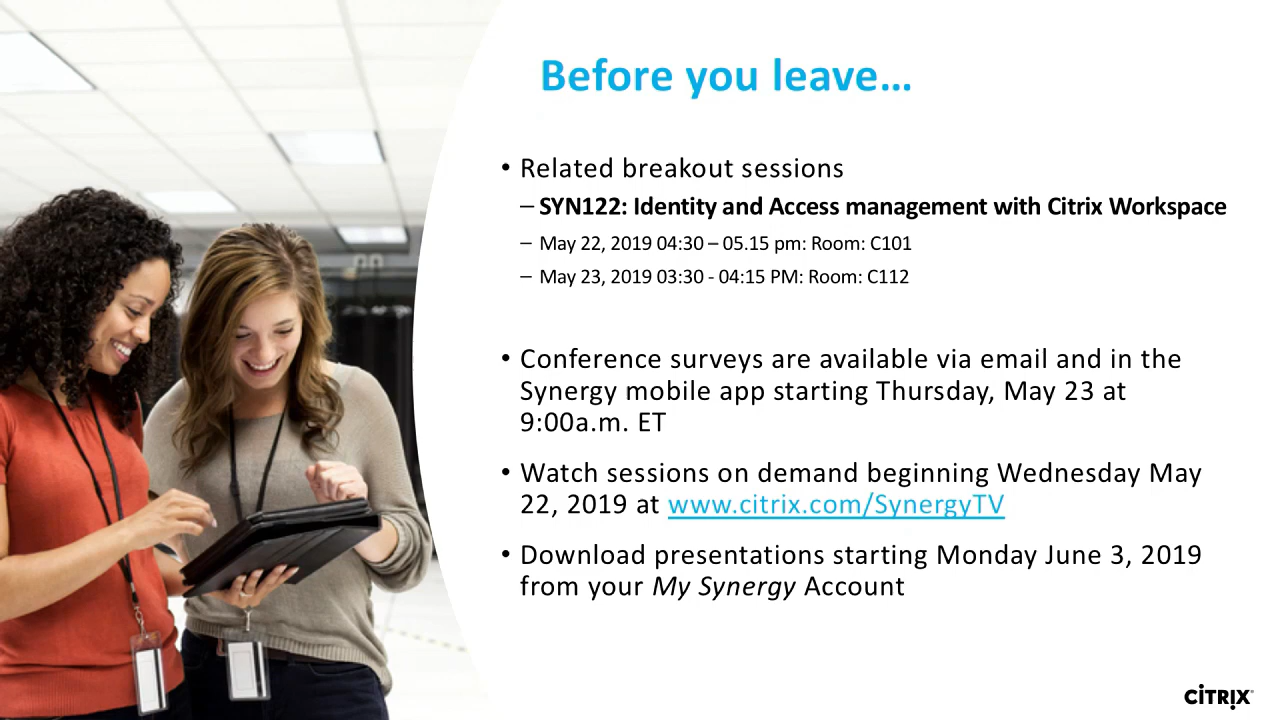 Before you leave…
• Related breakout sessions
– SYN122: Identity and Access management with Citrix Workspace
– May 22, 2019 04:30 – 05.15 pm: Room: C101
– May 23, 2019 03:30 - 04:15 PM: Room: C112
• Conference surveys are available via email and in the
Synergy mobile app starting Thursday, May 23 at
9:00a.m. ET
• Watch sessions on demand beginning Wednesday May
22, 2019 at www.citrix.com/SynergyTV
• Download presentations starting Monday June 3, 2019
from your My Synergy Account
CiTRIX